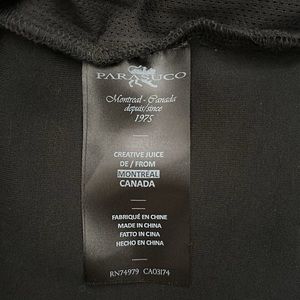 PARASUCO
Montreal - Canada
depuis/since
1975
CREATIVE JUICE
DE / FROM
MONTREAL
CANADA
FABRIQUÉ EN CHINE
MADE IN CHINA
FATTO IN CINA
HECHO EN CHINA
RN74979 CA03174